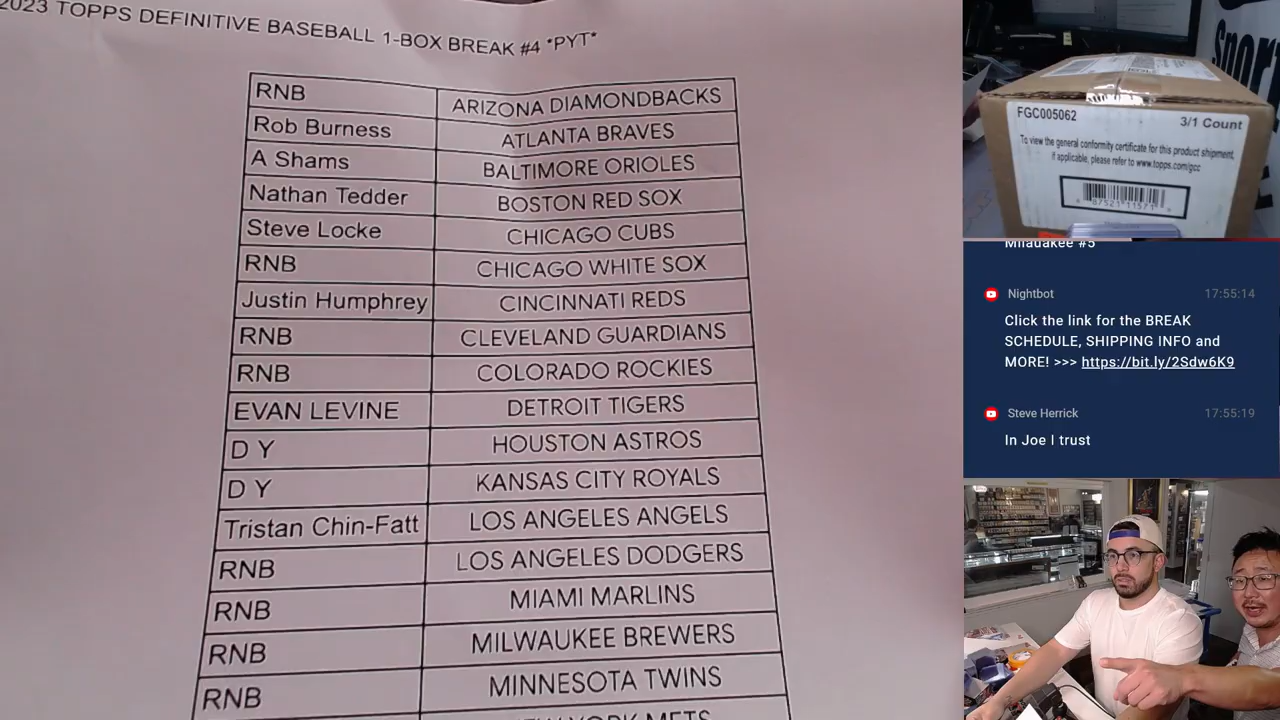 2023 TOPPS DEFINITIVE BASEBALL 1-BOX BREAK #4 *PYT*
RNB ARIZONA DIAMONDBACKS
Rob Burness ATLANTA BRAVES
A Shams BALTIMORE ORIOLES
Nathan Tedder BOSTON RED SOX
Steve Locke CHICAGO CUBS
RNB CHICAGO WHITE SOX
Justin Humphrey CINCINNATI REDS
RNB CLEVELAND GUARDIANS
RNB COLORADO ROCKIES
EVAN LEVINE DETROIT TIGERS
D Y HOUSTON ASTROS
D Y KANSAS CITY ROYALS
Tristan Chin-Fatt LOS ANGELES ANGELS
RNB LOS ANGELES DODGERS
RNB MIAMI MARLINS
RNB MILWAUKEE BREWERS
RNB MINNESOTA TWINS
NEW YORK METS
FGC005062 3/1 Count
To view the general conformity certificate for this product shipment,
if applicable, please refer to www.topps.com/gcc
Milaukee #5
Nightbot 17:55:14
Click the link for the BREAK
SCHEDULE, SHIPPING INFO and
MORE! >>> https://bit.ly/2Sdw6K9
Steve Herrick 17:55:19
In Joe I trust